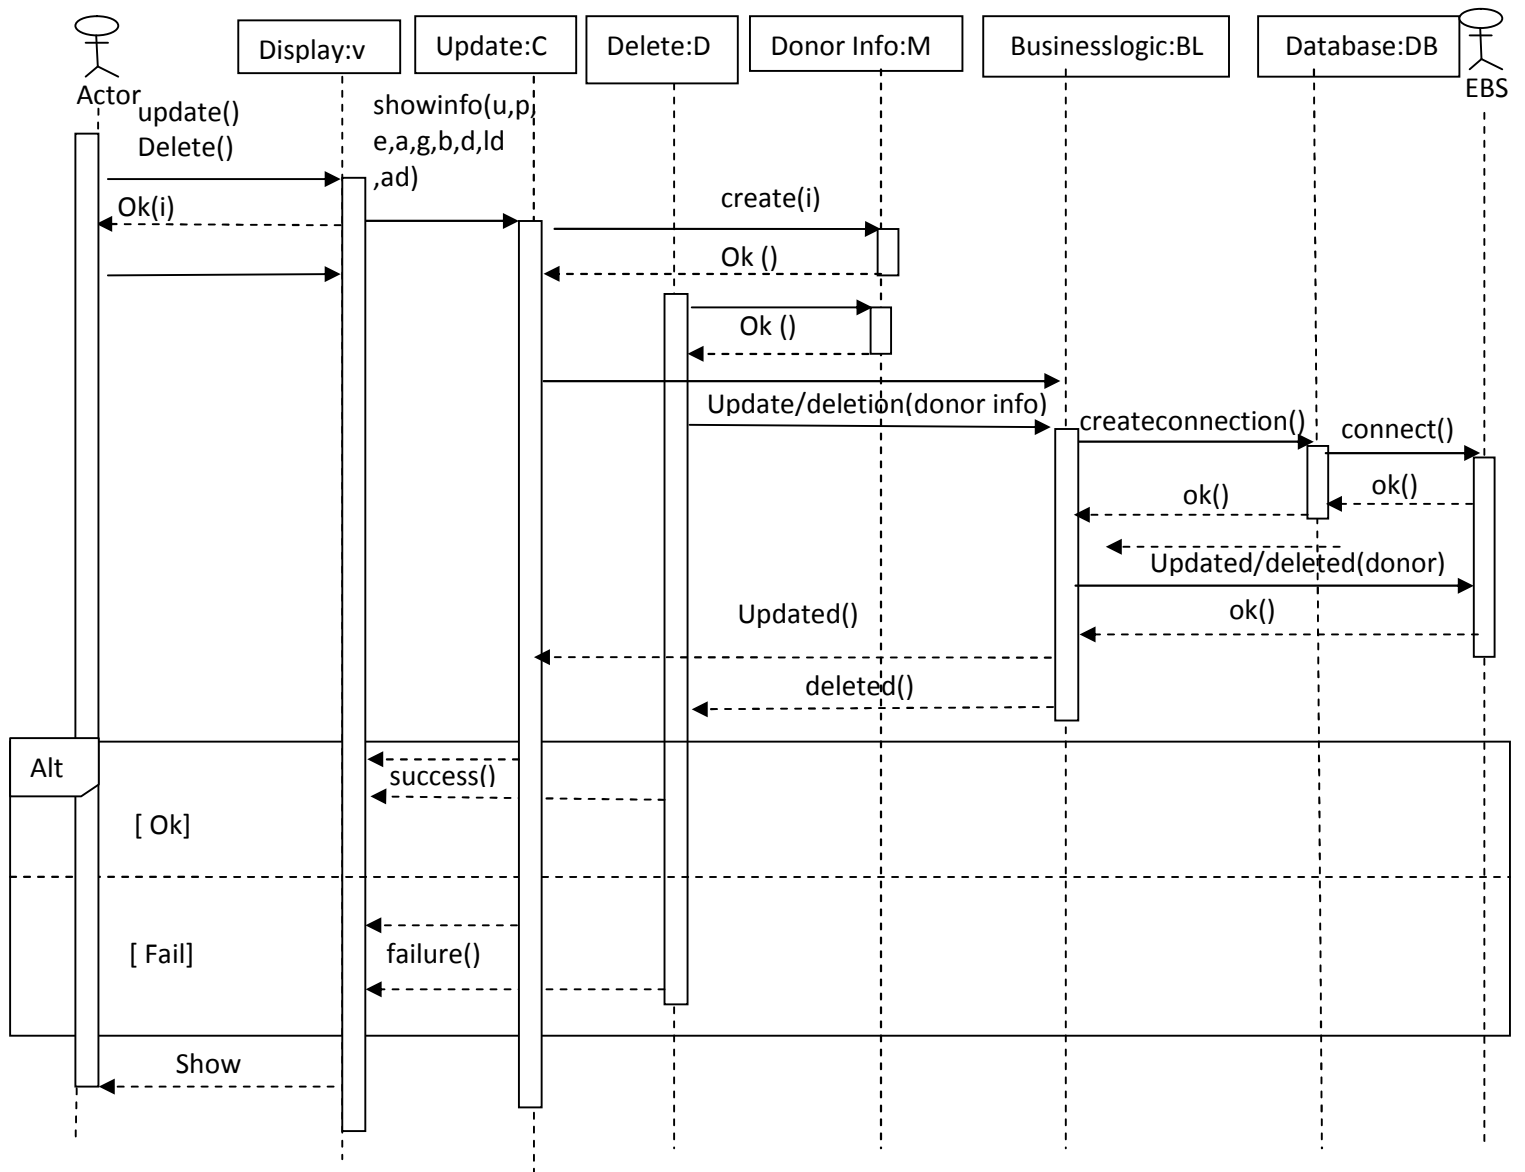 Display:v
Update:C
Delete:D
Donor Info:M
Businesslogic:BL
Database:DB
Actor
EBS
update()
Delete()
showinfo(u,p,
e,a,g,b,d,ld
,ad)
Ok(i)
create(i)
Ok ()
Ok ()
Update/deletion(donor info)
createconnection()
connect()
ok()
ok()
Updated/deleted(donor)
ok()
Updated()
deleted()
Alt
success()
[ Ok]
[ Fail]
failure()
Show